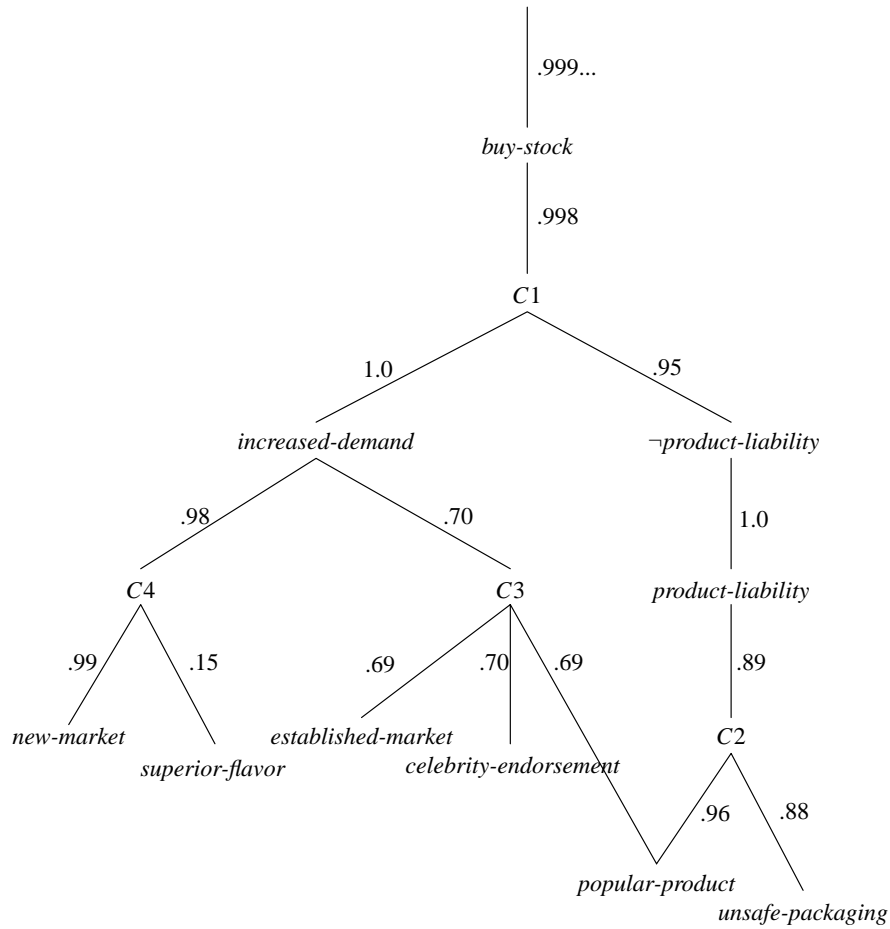 .999...
buy-stock
.998
C1
1.0
.95
increased-demand
¬product-liability
.98
.70
1.0
C4
C3
product-liability
.99
.15
.69
.70
.69
.89
new-market
established-market
C2
superior-flavor
celebrity-endorsement
.96
.88
popular-product
unsafe-packaging